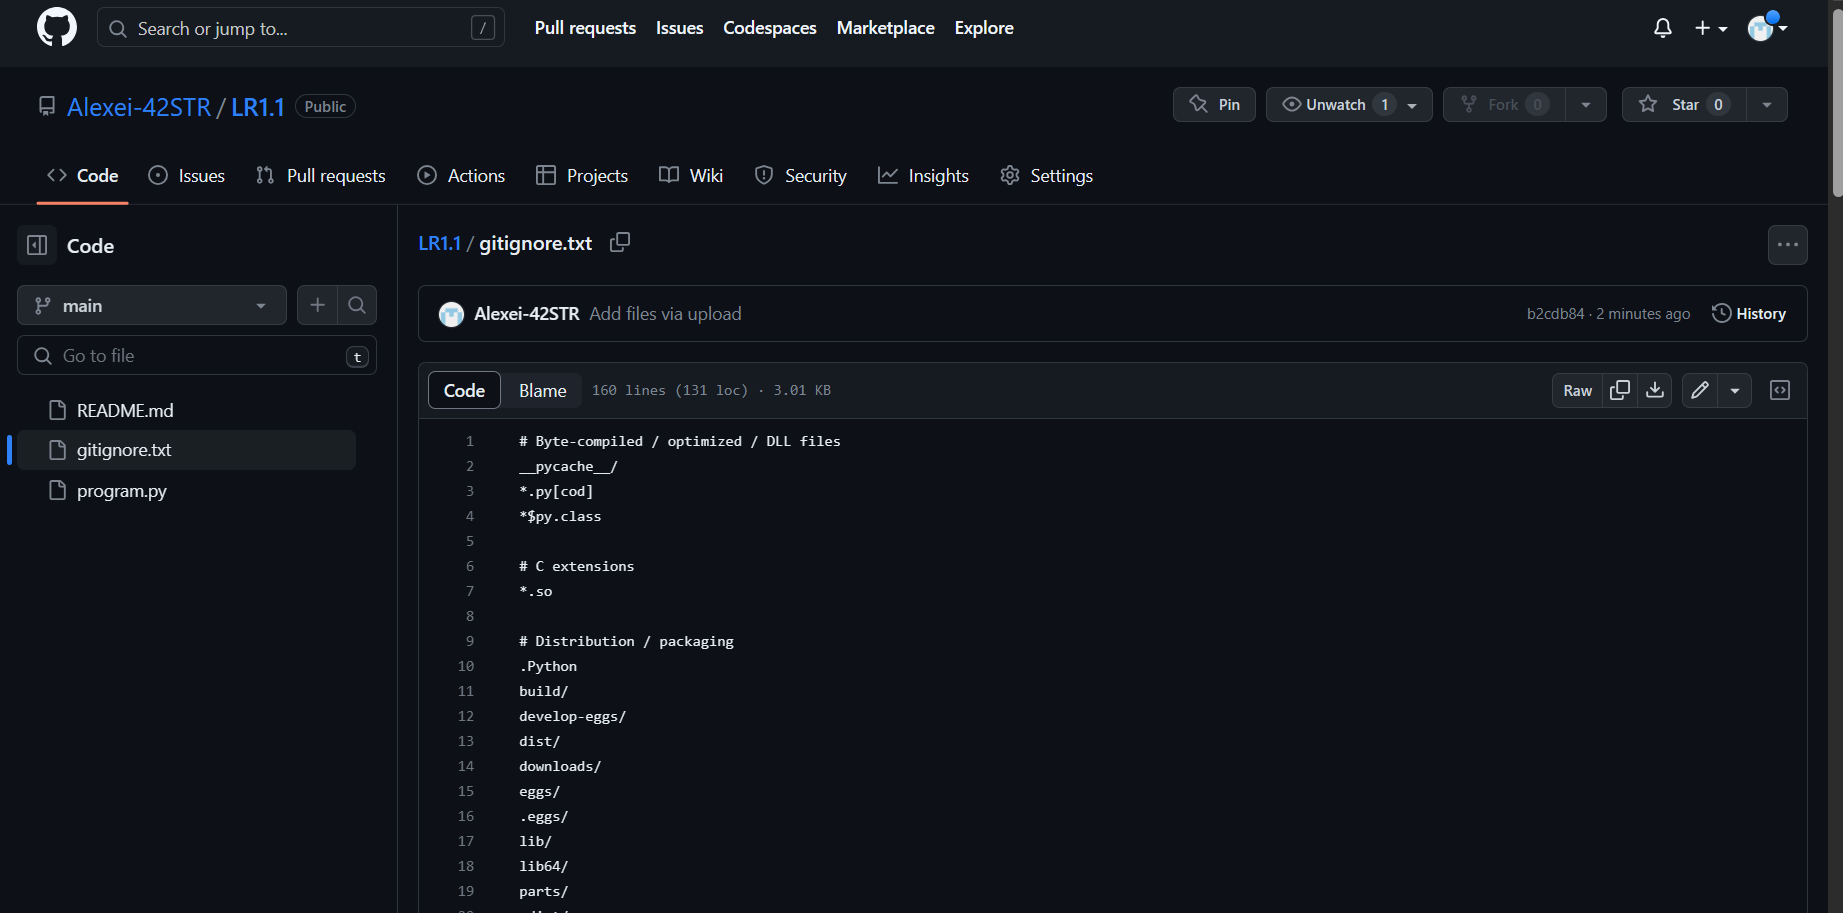 Search or jump to... /
Pull requests Issues Codespaces Marketplace Explore
Alexei-42STR / LR1.1 Public
Pin Unwatch 1 Fork 0 Star 0
Code Issues Pull requests Actions Projects Wiki Security Insights Settings
Code
main
Go to file t
README.md
gitignore.txt
program.py
LR1.1 / gitignore.txt
Alexei-42STR Add files via upload b2cdb84 · 2 minutes ago History
Code Blame 160 lines (131 loc) · 3.01 KB Raw
1 # Byte-compiled / optimized / DLL files
2 __pycache__/
3 *.py[cod]
4 *$py.class
5
6 # C extensions
7 *.so
8
9 # Distribution / packaging
10 .Python
11 build/
12 develop-eggs/
13 dist/
14 downloads/
15 eggs/
16 .eggs/
17 lib/
18 lib64/
19 parts/